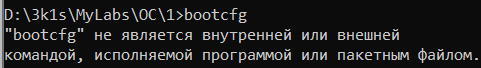 D:\3k1s\MyLabs\OC\1>bootcfg
"bootcfg" не является внутренней или внешней
командой, исполняемой программой или пакетным файлом.